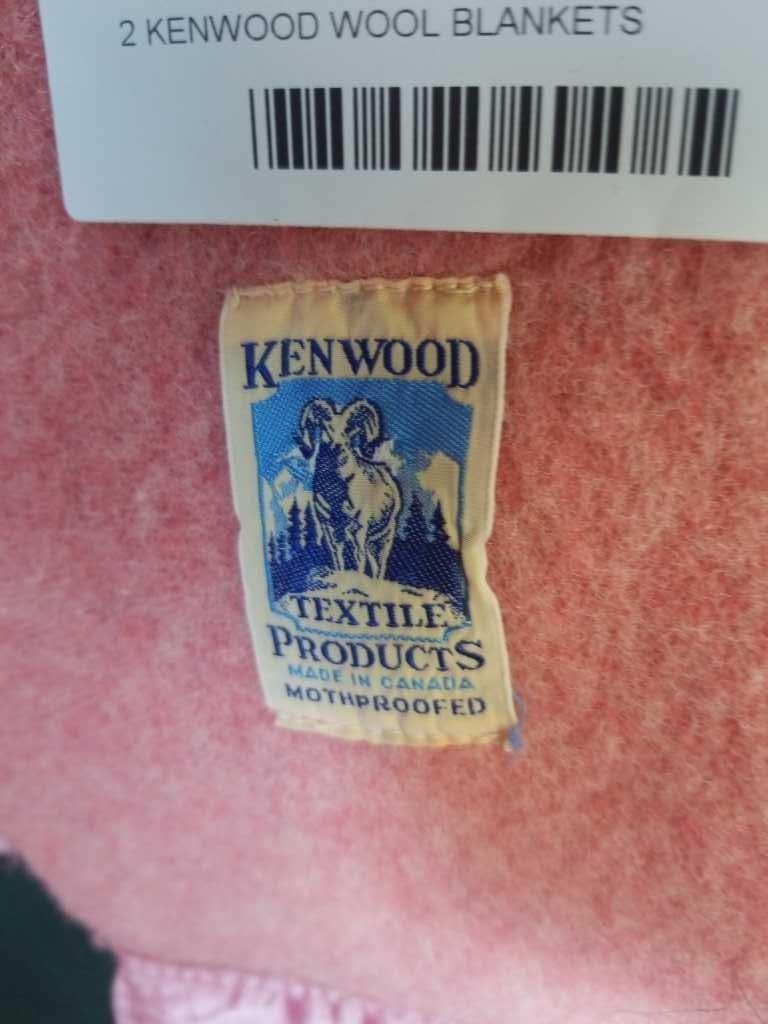 2 KENWOOD WOOL BLANKETS
KENWOOD
TEXTILE
PRODUCTS
MADE IN CANADA
MOTHPROOFED